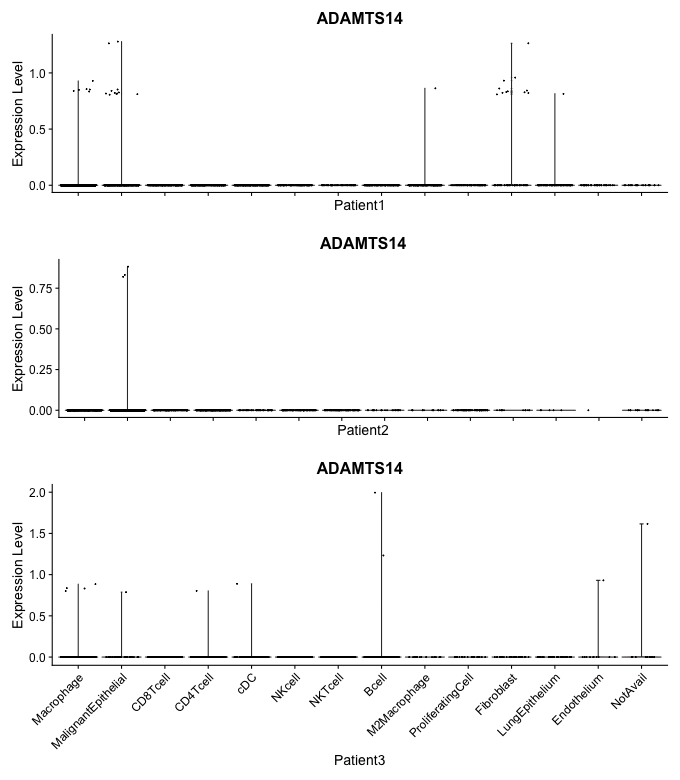 ADAMTS14
Expression Level
1.0
0.5
0.0
Patient1
ADAMTS14
Expression Level
0.75
0.50
0.25
0.00
Patient2
ADAMTS14
Expression Level
2.0
1.5
1.0
0.5
0.0
Macrophage
MalignantEpithelial
CD8Tcell
CD4Tcell
cDC
NKcell
NKTcell
Bcell
M2Macrophage
ProliferatingCell
Fibroblast
LungEpithelium
Endothelium
NotAvail
Patient3